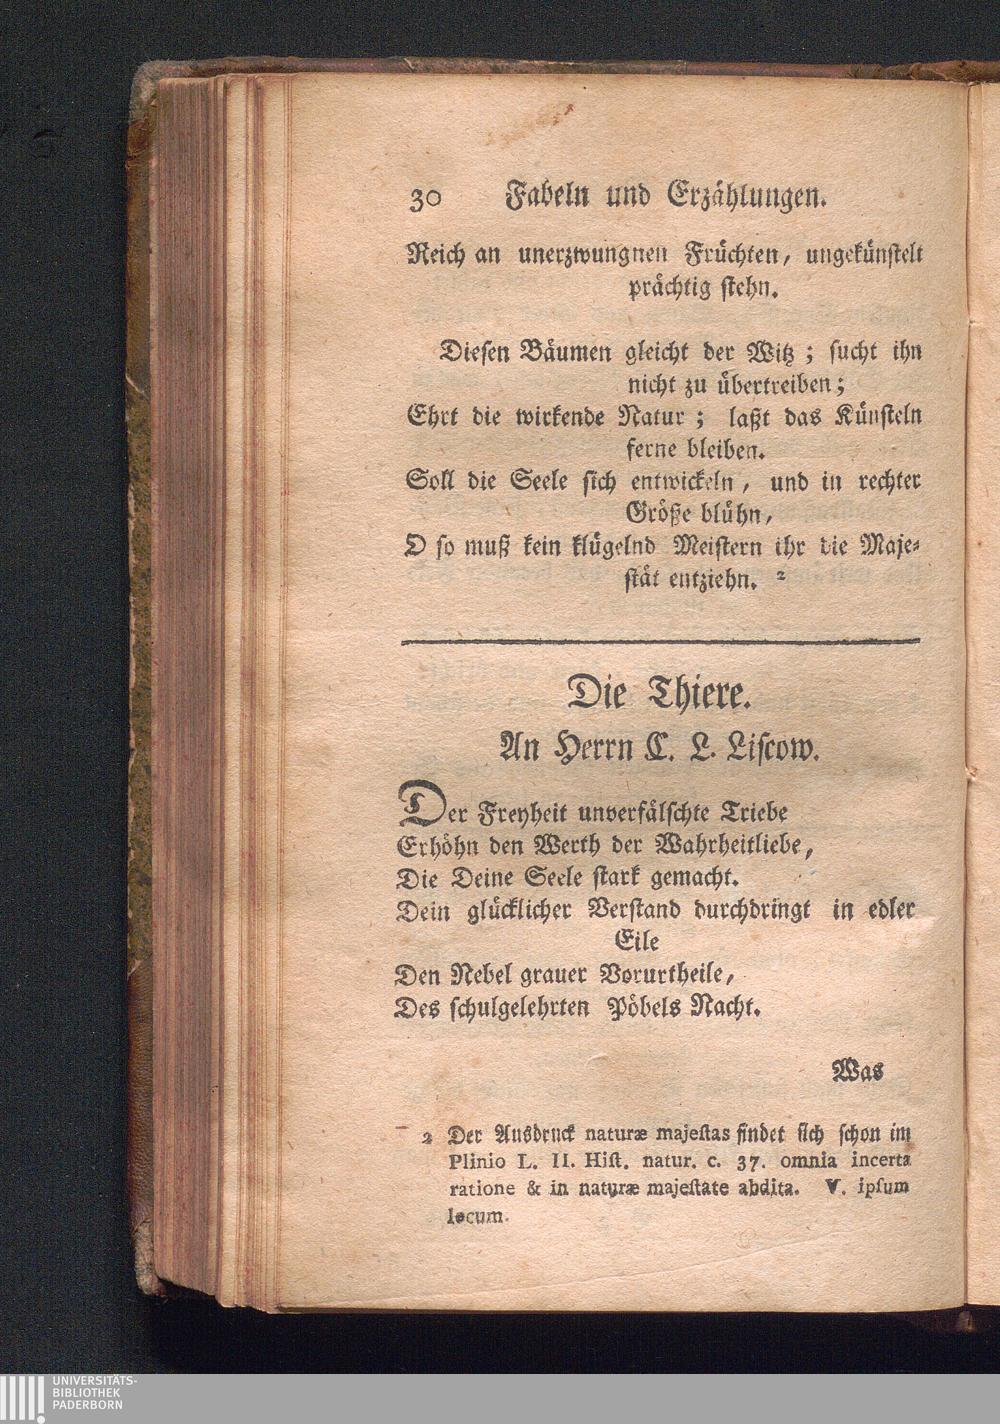 30 Fabeln und Erzählungen.
Reich an unerzwungnen Früchten, ungekünstelt
prächtig stehn.
Diesen Bäumen gleicht der Witz; sucht ihn
nicht zu übertreiben;
Ehrt die wirkende Natur; laßt das Künsteln
ferne bleiben.
Soll die Seele sich entwickeln, und in rechter
Größe blühn,
O so muß kein klügelnd Meistern ihr die Maje-
stät entziehn. 2
Die Thiere.
An Herrn C. L. Liscow.
Der Freyheit unverfälschte Triebe
Erhöhn den Werth der Wahrheitliebe,
Die Deine Seele stark gemacht.
Dein glücklicher Verstand durchdringt in edler
Eile
Den Nebel grauer Vorurtheile,
Des schulgelehrten Pöbels Nacht.
Was
2 Der Ausdruck naturæ majeſtas findet sich schon im
Plinio L. II. Hiſt. natur. c. 37. omnia incerta
ratione & in naturæ majeſtate abdita. V. ipſum
locum.
UNIVERSITÄTS-
BIBLIOTHEK
PADERBORN